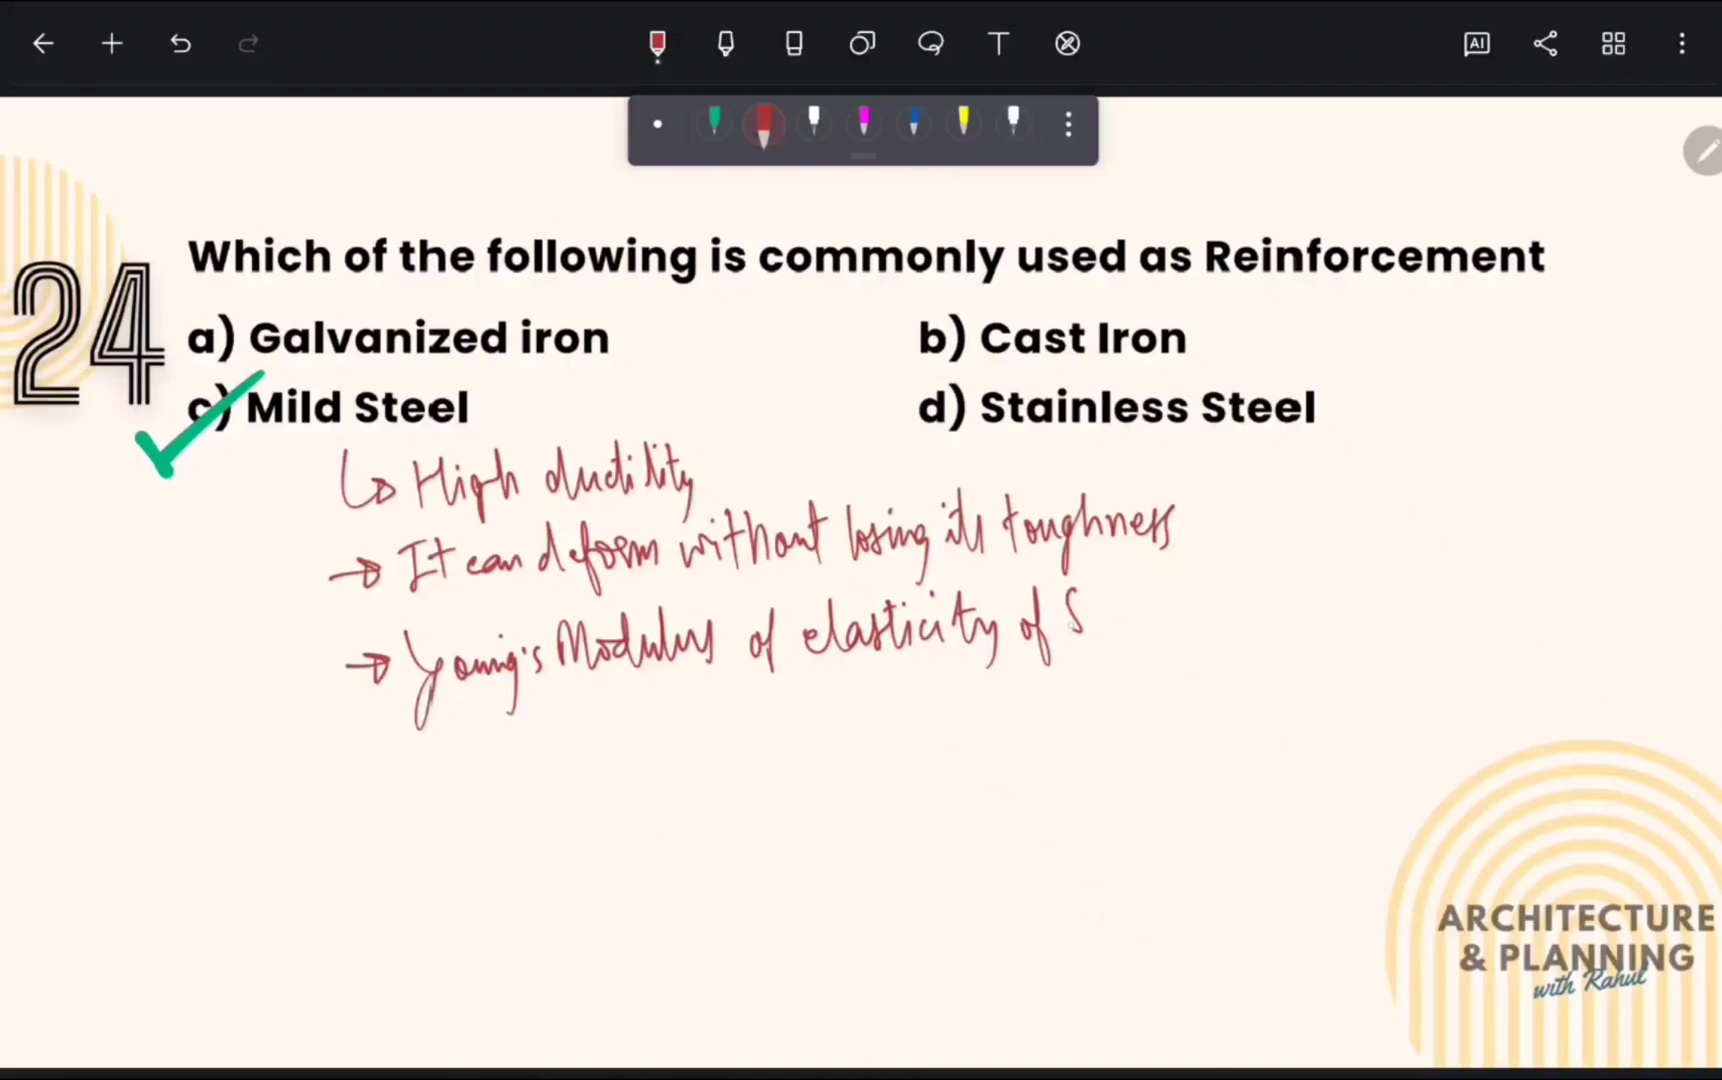 AI
T
24
Which of the following is commonly used as Reinforcement
a) Galvanized iron
b) Cast Iron
c) Mild Steel
d) Stainless Steel
High ductility
→ It can deform without losing its toughness
→ Young's Modulus of elasticity of S
ARCHITECTURE
& PLANNING
with Rahul